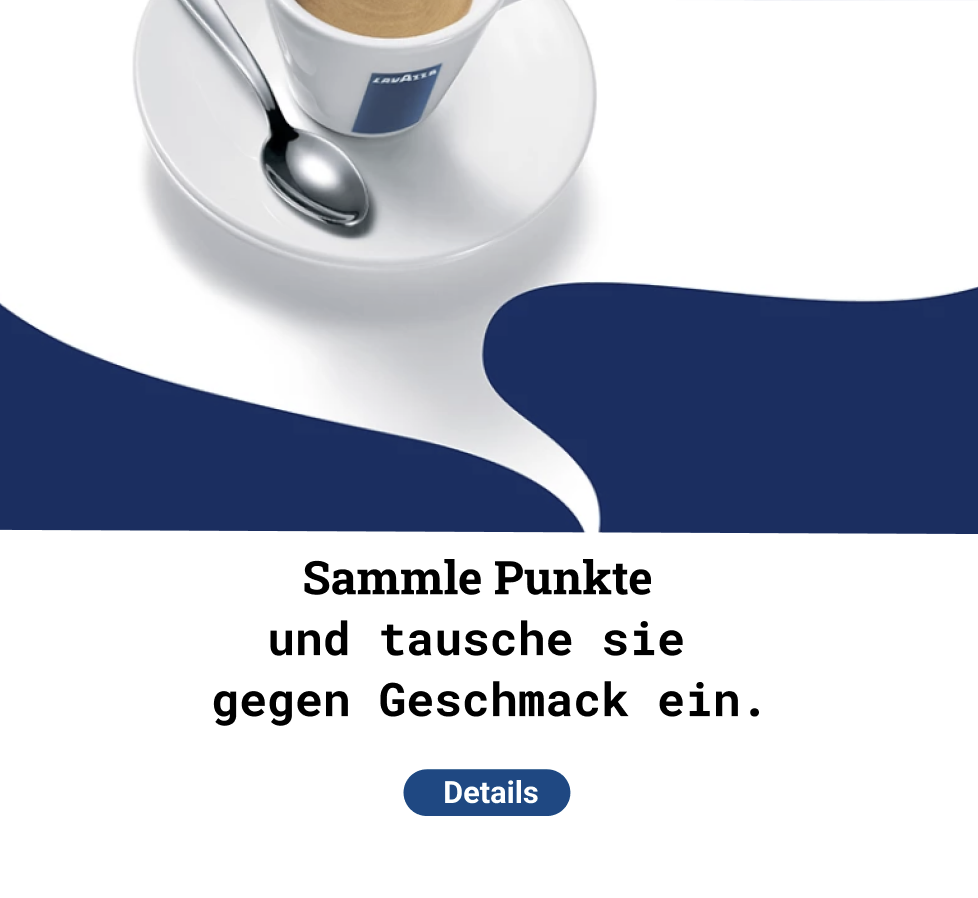 LAVAZZA
Sammle Punkte
und tausche sie
gegen Geschmack ein.
Details